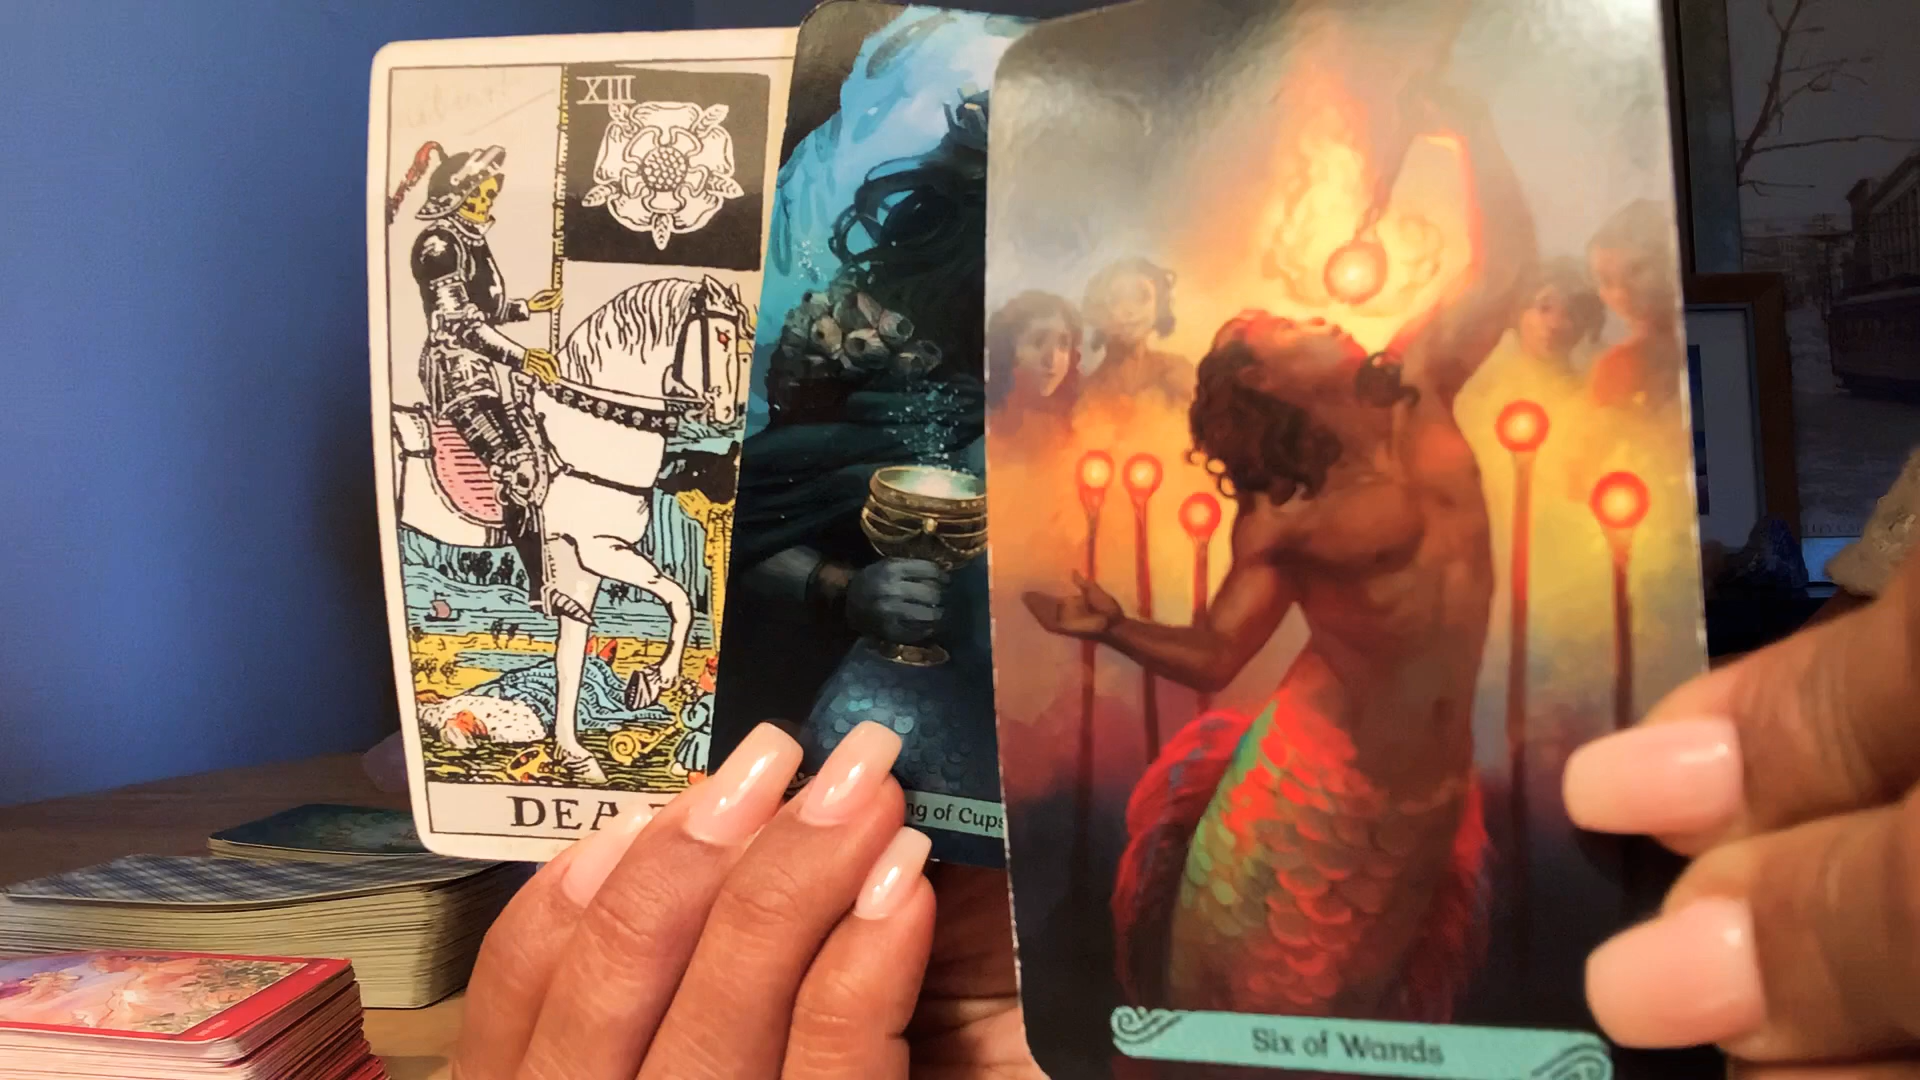 XIII
DEA
ng of Cups
Six of Wands